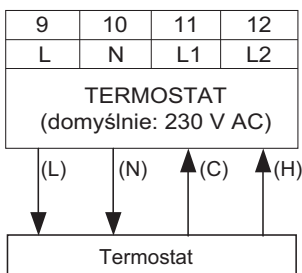 9 10 11 12
L N L1 L2
TERMOSTAT
(domyślnie: 230 V AC)
(L) (N) (C) (H)
Termostat